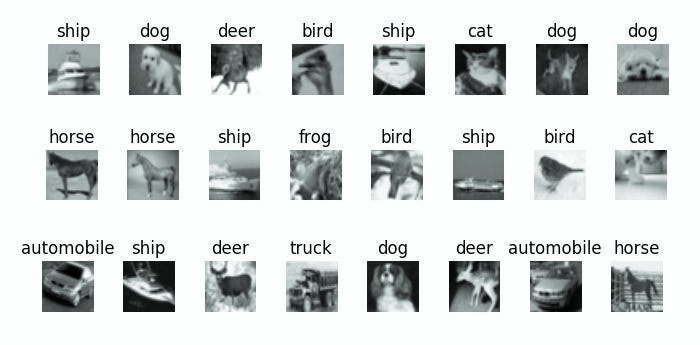 ship dog deer bird ship cat dog dog
horse horse ship frog bird ship bird cat
automobile ship deer truck dog deer automobile horse